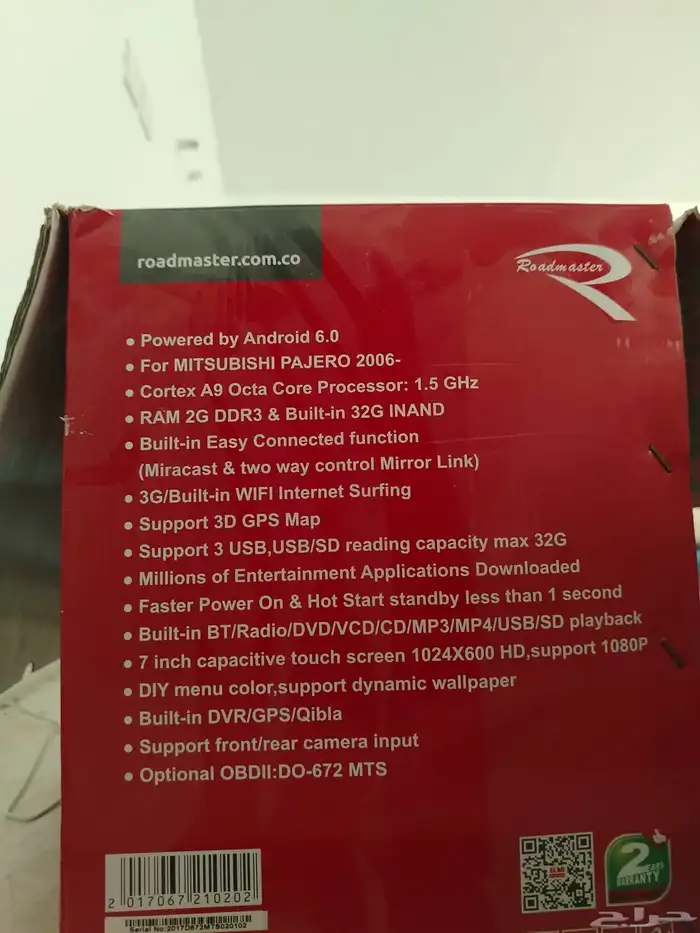 roadmaster.com.co
Roadmaster
● Powered by Android 6.0
● For MITSUBISHI PAJERO 2006-
● Cortex A9 Octa Core Processor: 1.5 GHz
● RAM 2G DDR3 & Built-in 32G INAND
● Built-in Easy Connected function
(Miracast & two way control Mirror Link)
● 3G/Built-in WIFI Internet Surfing
● Support 3D GPS Map
● Support 3 USB,USB/SD reading capacity max 32G
● Millions of Entertainment Applications Downloaded
● Faster Power On & Hot Start standby less than 1 second
● Built-in BT/Radio/DVD/VCD/CD/MP3/MP4/USB/SD playback
● 7 inch capacitive touch screen 1024X600 HD,support 1080P
● DIY menu color,support dynamic wallpaper
● Built-in DVR/GPS/Qibla
● Support front/rear camera input
● Optional OBDII:DO-672 MTS
2 017067 210202
Serial No:2017D672MTS020102
2 YEARS
WARRANTY
حراج